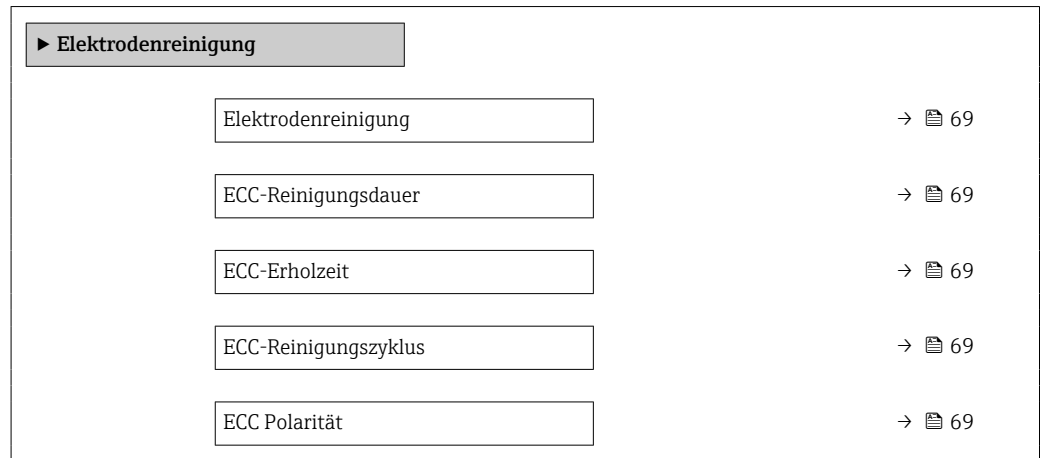 ▶ Elektrodenreinigung
Elektrodenreinigung → 69
ECC-Reinigungsdauer → 69
ECC-Erholzeit → 69
ECC-Reinigungszyklus → 69
ECC Polarität → 69